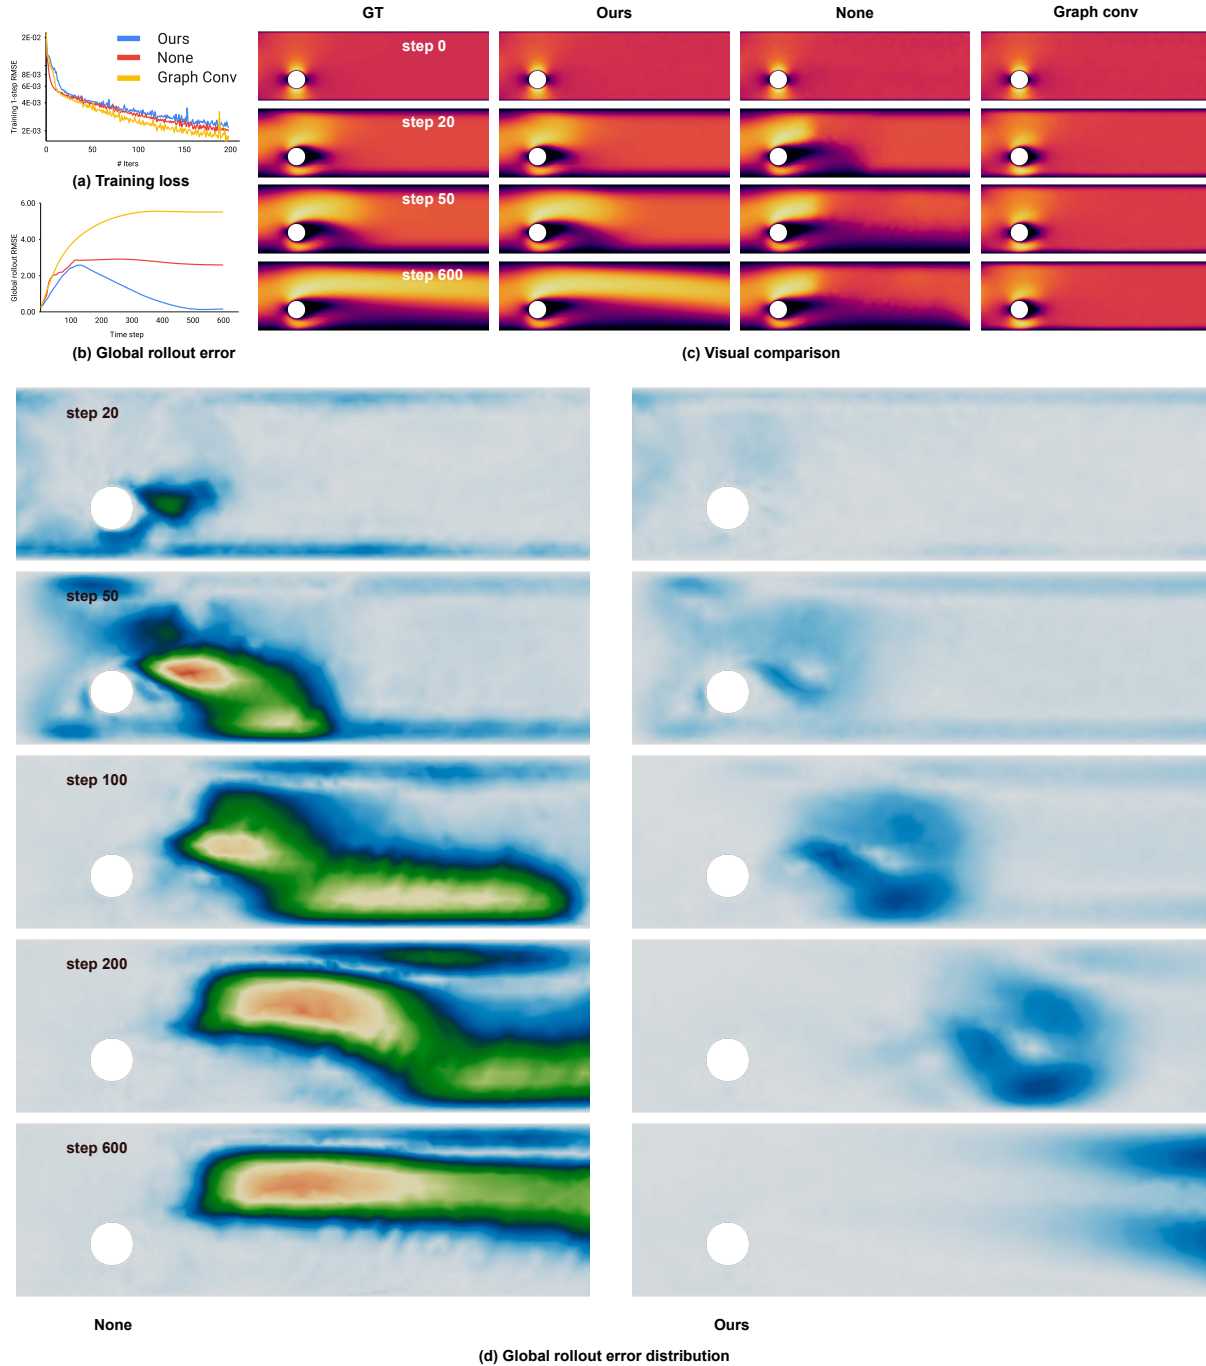 GT
Ours
None
Graph conv
Training 1-step RMSE
2E-02
8E-03
6E-03
4E-03
2E-03
Ours
None
Graph Conv
0
50
100
150
200
# Iters
(a) Training loss
Global rollout RMSE
6.00
4.00
2.00
0.00
100
200
300
400
500
600
Time step
(b) Global rollout error
step 0
step 20
step 50
step 600
(c) Visual comparison
step 20
step 50
step 100
step 200
step 600
None
Ours
(d) Global rollout error distribution